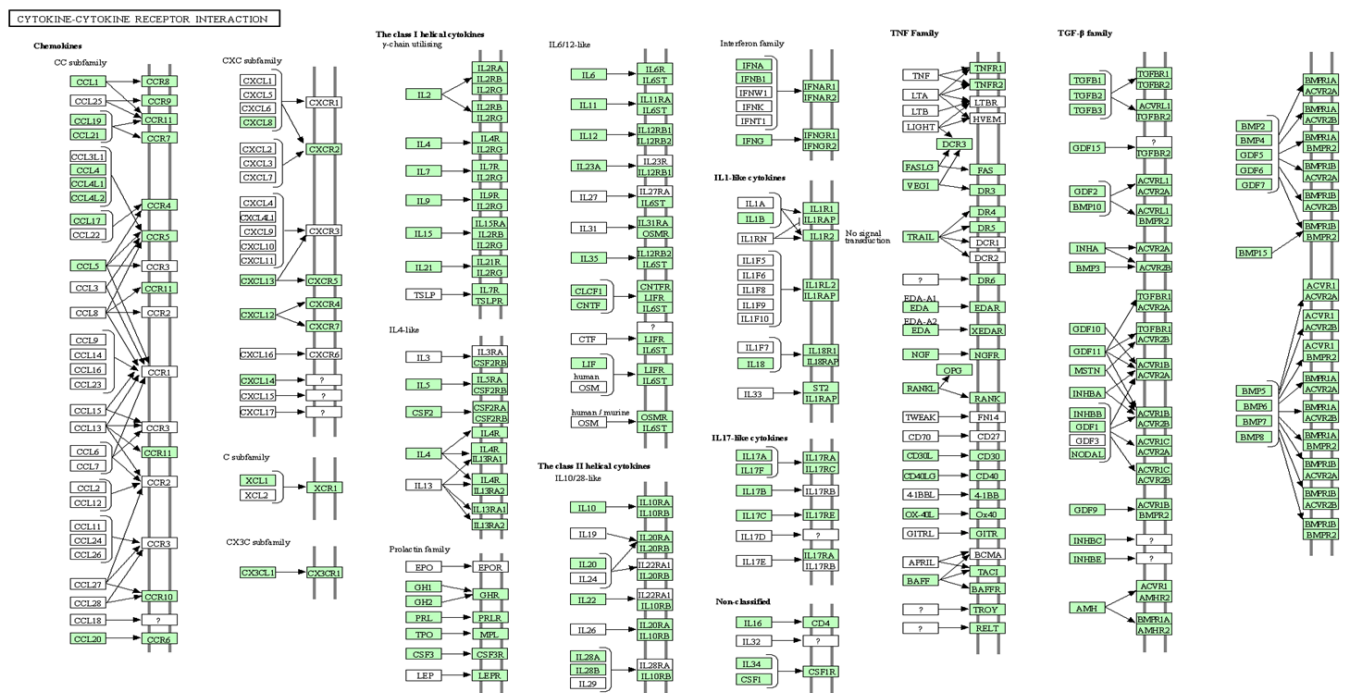 CYTOKINE-CYTOKINE RECEPTOR INTERACTION
Chemokines
CC subfamily
CCL1
CCL25
CCL19
CCL21
CCL3L1
CCL4
CCL4L1
CCL4L2
CCL17
CCL22
CCL5
CCL3
CCL8
CCL9
CCL14
CCL16
CCL23
CCL15
CCL13
CCL6
CCL7
CCL2
CCL12
CCL11
CCL24
CCL26
CCL27
CCL28
CCL18
CCL20
CCR8
CCR9
CCR11
CCR7
CCR4
CCR5
CCR3
CCR11
CCR2
CCR1
CCR3
CCR11
CCR2
CCR3
CCR10
?
CCR6
CXC subfamily
CXCL1
CXCL5
CXCL6
CXCL8
CXCL2
CXCL3
CXCL7
CXCL4
CXCL4L1
CXCL9
CXCL10
CXCL11
CXCL13
CXCL12
CXCL16
CXCL14
CXCL15
CXCL17
CXCR1
CXCR2
CXCR3
CXCR5
CXCR4
CXCR7
CXCR6
?
?
?
C subfamily
XCL1
XCL2
XCR1
CX3C subfamily
CX3CL1
CX3CR1
The class I helical cytokines
γ-chain utilising
IL2
IL4
IL7
IL9
IL15
IL21
TSLP
IL2RA
IL2RB
IL2RG
IL2RB
IL2RG
IL4R
IL2RG
IL7R
IL2RG
IL9R
IL2RG
IL15RA
IL2RB
IL2RG
IL21R
IL2RG
IL7R
TSLPR
IL4-like
IL3
IL5
CSF2
IL4
IL13
IL3RA
CSF2RB
IL5RA
CSF2RB
CSF2RA
CSF2RB
IL4R
IL2RG
IL4R
IL13RA1
IL4R
IL13RA2
IL13RA1
IL13RA2
Prolactin family
EPO
GH1
GH2
PRL
TPO
CSF3
LEP
EPOR
GHR
PRLR
MPL
CSF3R
LEPR
IL6/12-like
IL6
IL11
IL12
IL23A
IL27
IL31
IL35
CLCF1
CNTF
CTF
LIF
human
OSM
human / murine
OSM
IL6R
IL6ST
IL11RA
IL6ST
IL12RB1
IL12RB2
IL23R
IL12RB1
IL27RA
IL6ST
IL31RA
OSMR
IL12RB2
IL6ST
CNTFR
LIFR
IL6ST
?
LIFR
IL6ST
LIFR
IL6ST
OSMR
IL6ST
The class II helical cytokines
IL10/28-like
IL10
IL19
IL20
IL24
IL22
IL26
IL28A
IL28B
IL29
IL10RA
IL10RB
IL20RA
IL20RB
IL22RA1
IL20RB
IL22RA1
IL10RB
IL20RA
IL10RB
IL28RA
IL10RB
Interferon family
IFNA
IFNB1
IFNW1
IFNK
IFNT1
IFNG
IFNAR1
IFNAR2
IFNGR1
IFNGR2
IL1-like cytokines
IL1A
IL1B
IL1RN
IL1F5
IL1F6
IL1F8
IL1F9
IL1F10
IL1F7
IL18
IL33
IL1R1
IL1RAP
IL1R2
No signal
transduction
IL1RL2
IL1RAP
IL18R1
IL18RAP
ST2
IL1RAP
IL17-like cytokines
IL17A
IL17F
IL17B
IL17C
IL17D
IL17E
IL17RA
IL17RC
IL17RB
IL17RE
?
IL17RA
IL17RB
Non-classified
IL16
IL32
IL34
CSF1
CD4
?
CSF1R
TNF Family
TNF
LTA
LTB
LIGHT
DCR3
FASLG
VEGI
TRAIL
?
EDA-A1
EDA
EDA-A2
EDA
NGF
OPG
RANKL
TWEAK
CD70
CD30L
CD40LG
4-1BBL
OX-40L
GITRL
APRIL
BAFF
?
?
TNFR1
TNFR2
LTBR
HVEM
FAS
DR3
DR4
DR5
DCR1
DCR2
DR6
EDAR
XEDAR
NGFR
RANK
FN14
CD27
CD30
CD40
4-1BB
Ox40
GITR
BCMA
TACI
BAFFR
TROY
RELT
TGF-β family
TGFB1
TGFB2
TGFB3
GDF15
GDF2
BMP10
INHA
BMP3
GDF10
GDF11
MSTN
INHBA
INHBB
GDF1
GDF3
NODAL
GDF9
INHBC
INHBE
AMH
TGFBR1
TGFBR2
ACVRL1
TGFBR2
?
TGFBR2
ACVRL1
ACVR2A
ACVRL1
BMPR2
ACVR2A
ACVR2B
TGFBR1
ACVR2A
TGFBR1
ACVR2B
ACVR1B
ACVR2A
ACVR1B
ACVR2B
ACVR1C
ACVR2A
ACVR1C
ACVR2B
ACVR1B
BMPR2
?
?
ACVR1
AMHR2
BMPR1A
AMHR2
BMP2
BMP4
GDF5
GDF6
GDF7
BMP15
BMP5
BMP6
BMP7
BMP8
BMPR1A
ACVR2A
BMPR1A
ACVR2B
BMPR1A
BMPR2
BMPR1B
ACVR2A
BMPR1B
ACVR2B
BMPR1B
BMPR2
ACVR1
ACVR2A
ACVR1
ACVR2B
ACVR1
BMPR2
BMPR1A
ACVR2A
BMPR1A
ACVR2B
BMPR1A
BMPR2
BMPR1B
ACVR2A
BMPR1B
ACVR2B
BMPR1B
BMPR2